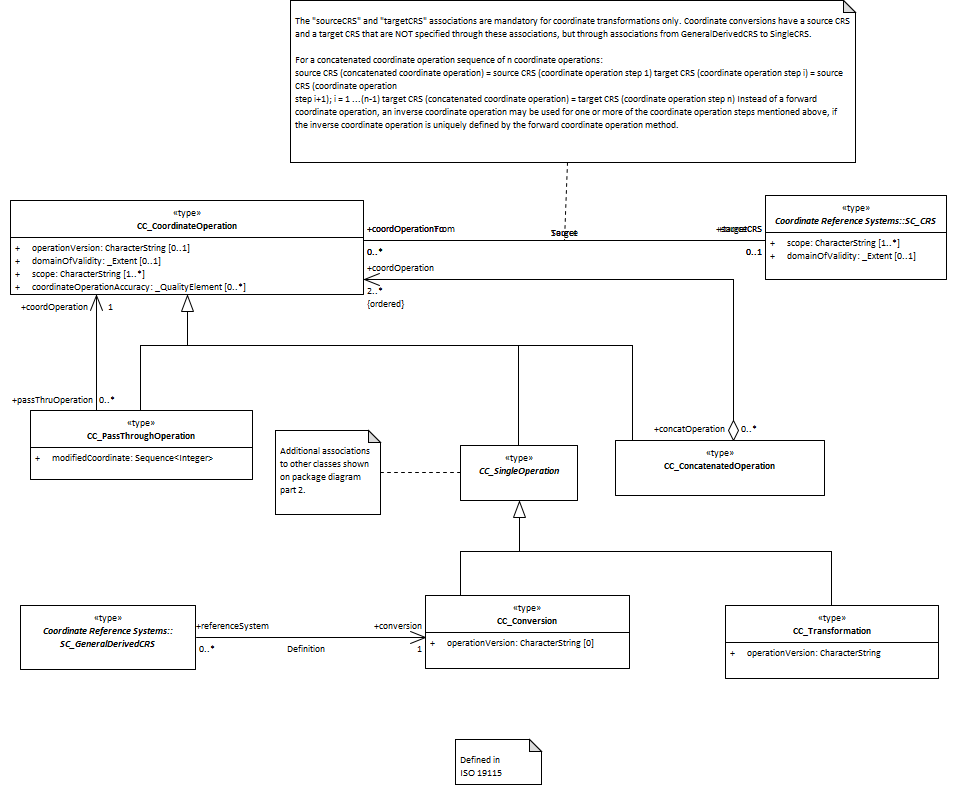 The "sourceCRS" and "targetCRS" associations are mandatory for coordinate transformations only. Coordinate conversions have a source CRS
and a target CRS that are NOT specified through these associations, but through associations from GeneralDerivedCRS to SingleCRS.
For a concatenated coordinate operation sequence of n coordinate operations:
source CRS (concatenated coordinate operation) = source CRS (coordinate operation step 1) target CRS (coordinate operation step i) = source
CRS (coordinate operation
step i+1); i = 1 ...(n-1) target CRS (concatenated coordinate operation) = target CRS (coordinate operation step n) Instead of a forward
coordinate operation, an inverse coordinate operation may be used for one or more of the coordinate operation steps mentioned above, if
the inverse coordinate operation is uniquely defined by the forward coordinate operation method.
«type»
CC_CoordinateOperation
+ operationVersion: CharacterString [0..1]
+ domainOfValidity: _Extent [0..1]
+ scope: CharacterString [1..*]
+ coordinateOperationAccuracy: _QualityElement [0..*]
0..*
0..1
«type»
Coordinate Reference Systems::SC_CRS
+ scope: CharacterString [1..*]
+ domainOfValidity: _Extent [0..1]
+coordOperation
2..*
{ordered}
+coordOperation 1
+passThruOperation 0..*
«type»
CC_PassThroughOperation
+ modifiedCoordinate: Sequence<Integer>
Additional associations
to other classes shown
on package diagram
part 2.
«type»
CC_SingleOperation
+concatOperation 0..*
«type»
CC_ConcatenatedOperation
«type»
Coordinate Reference Systems::
SC_GeneralDerivedCRS
+referenceSystem
0..*
Definition
+conversion
1
«type»
CC_Conversion
+ operationVersion: CharacterString [0]
«type»
CC_Transformation
+ operationVersion: CharacterString
Defined in
ISO 19115